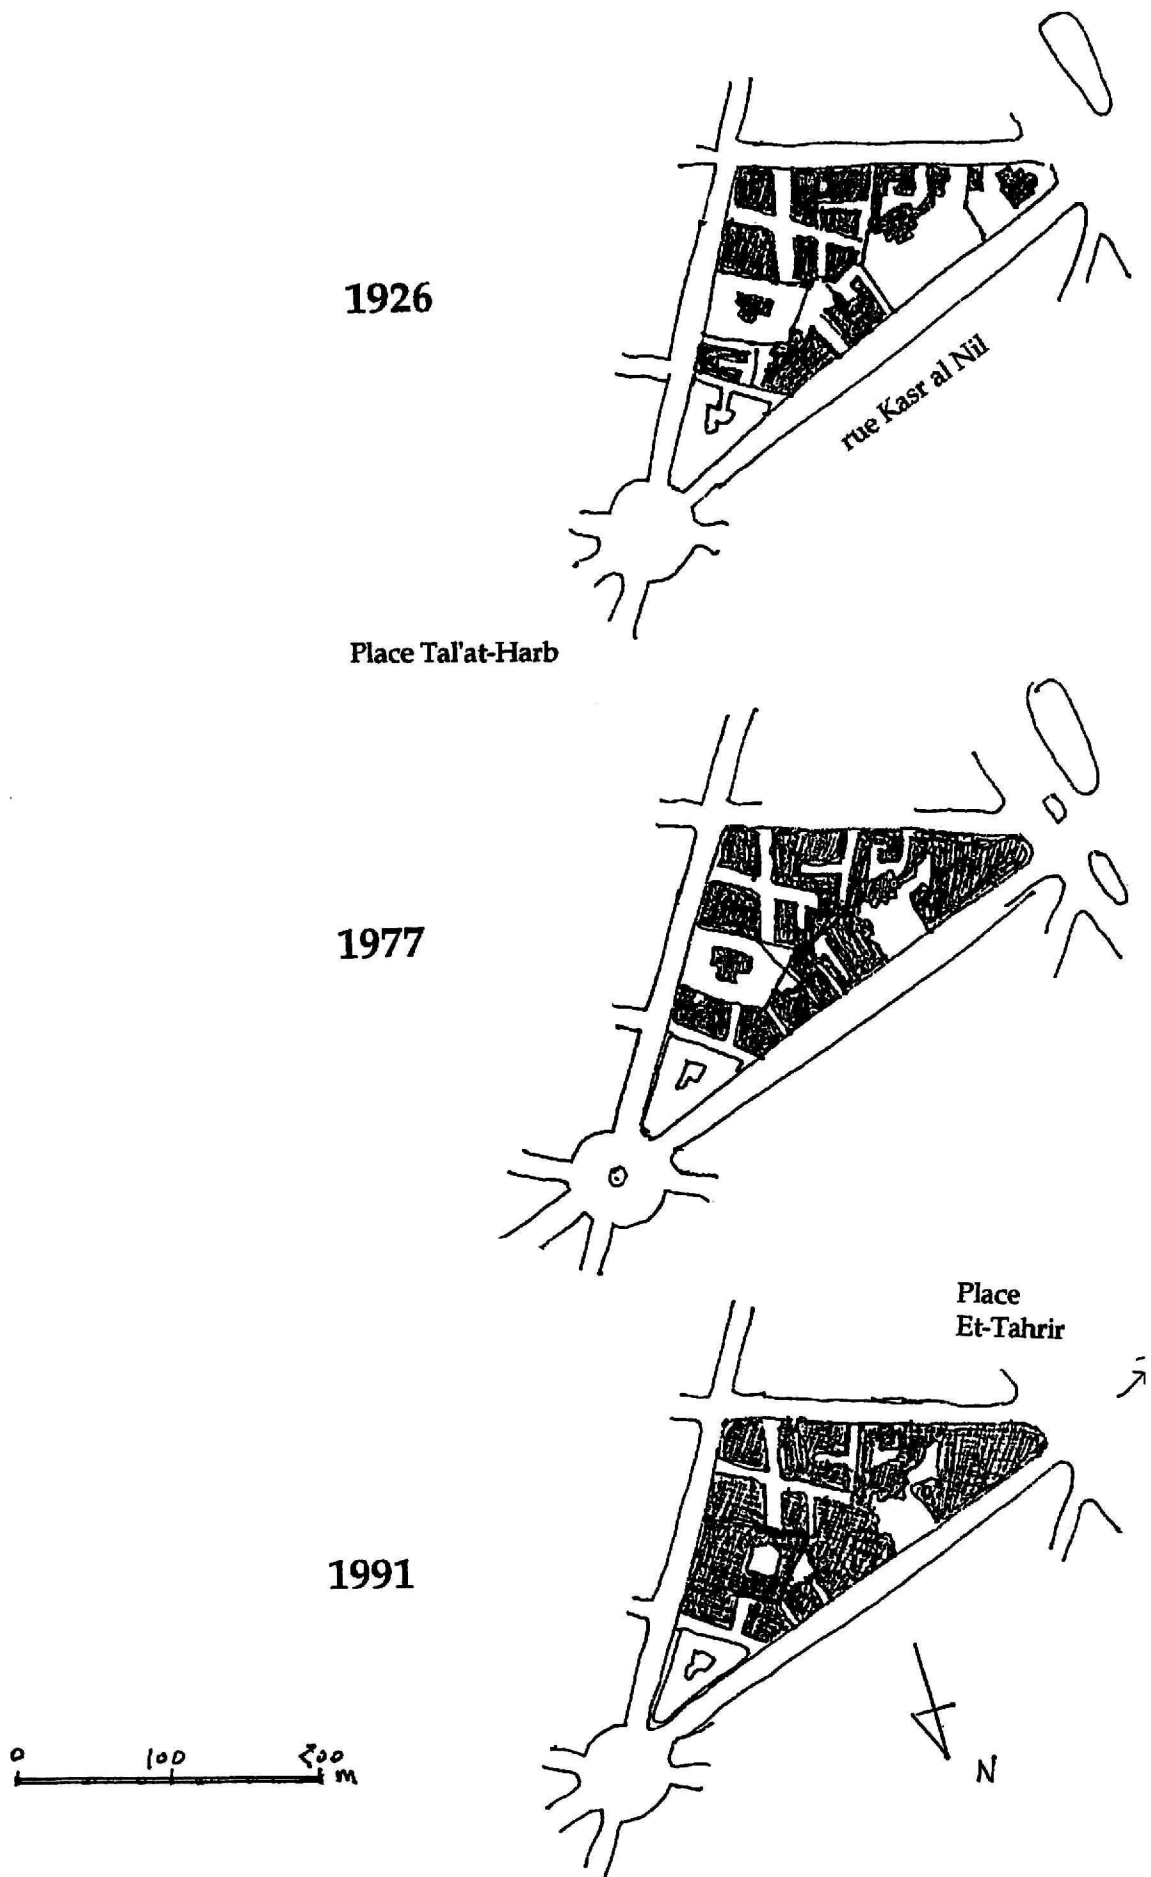 1926
rue Kasr al Nil
Place Tal'at-Harb
1977
Place
Et-Tahrir
1991
0 100 200
m
N